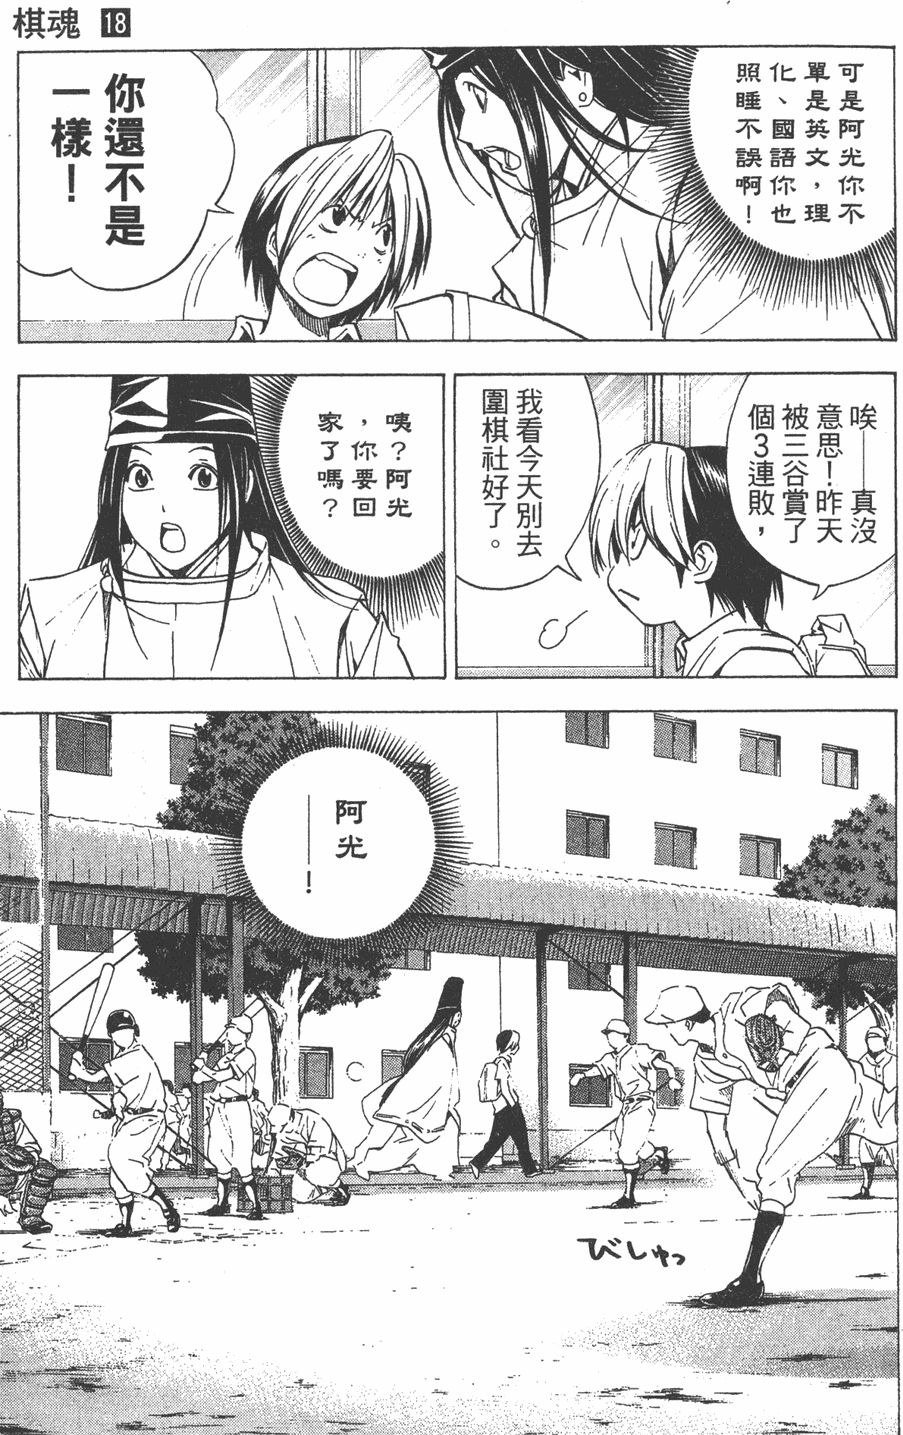 棋魂 18
可是阿光你不
單是英文，理
化、國語你也
照睡不誤啊！
你還不是
一樣！
唉——真沒
意思！昨天
被三谷賞了
個3連敗，
我看今天別去
圍棋社好了。
咦？阿光
，你要回
家了嗎？
阿光
——！
びしゅっ